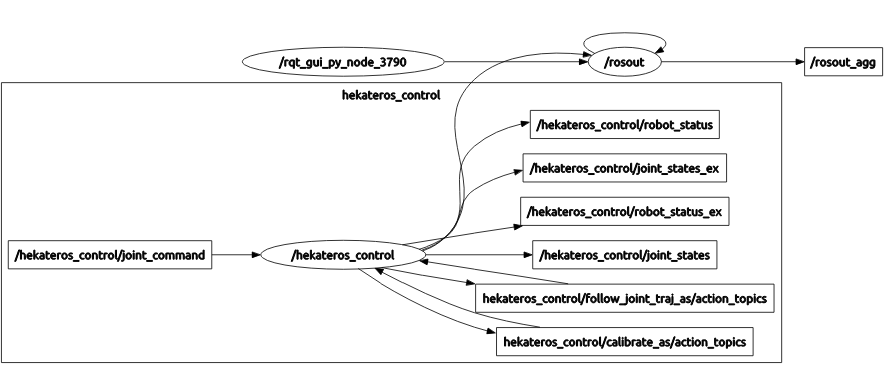 /rqt_gui_py_node_3790
/rosout
/rosout_agg
hekateros_control
/hekateros_control/robot_status
/hekateros_control/joint_states_ex
/hekateros_control/robot_status_ex
/hekateros_control/joint_command
/hekateros_control
/hekateros_control/joint_states
hekateros_control/follow_joint_traj_as/action_topics
hekateros_control/calibrate_as/action_topics